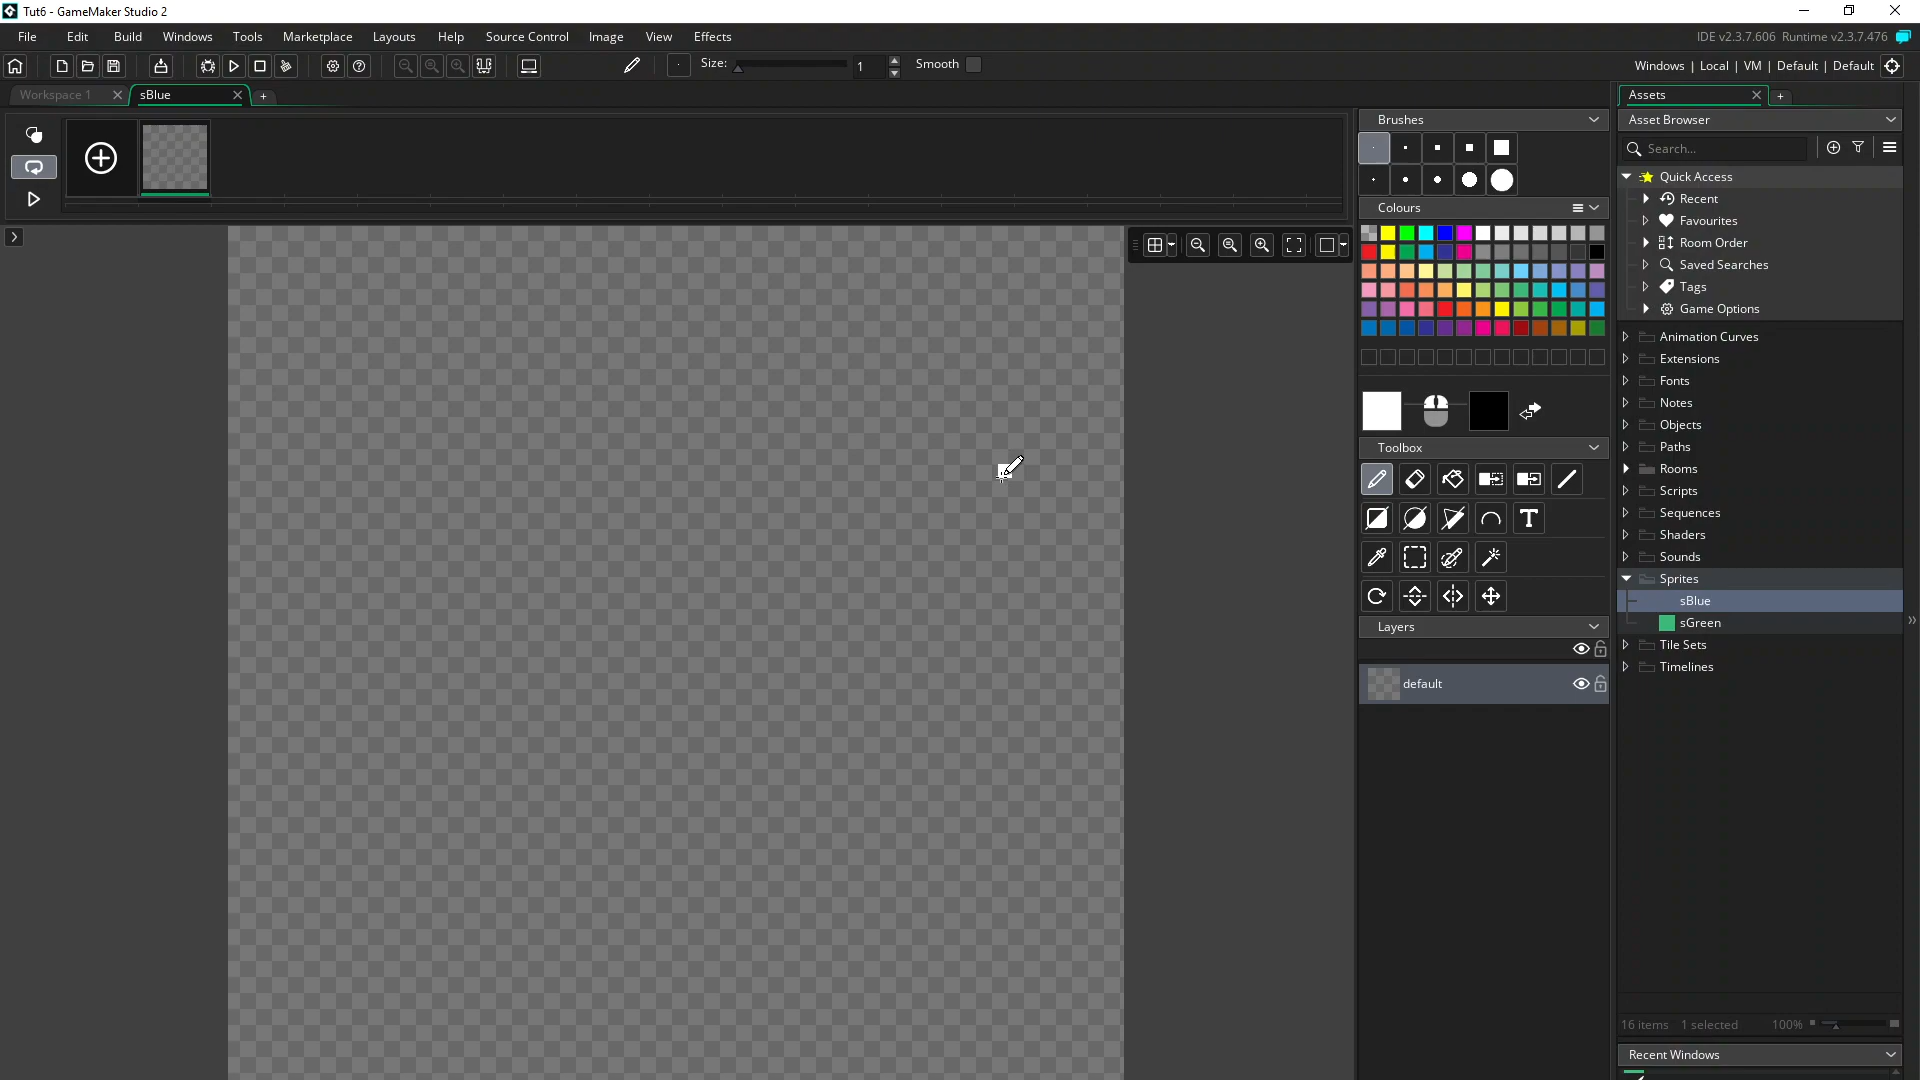 Tut6 - GameMaker Studio 2
File Edit Build Windows Tools Marketplace Layouts Help Source Control Image View Effects
IDE v2.3.7.606 Runtime v2.3.7.476
Size: 1 Smooth
Windows | Local | VM | Default | Default
Workspace 1
sBlue
Brushes
Colours
Toolbox
T
Layers
default
Assets
Asset Browser
Search...
Quick Access
Recent
Favourites
Room Order
Saved Searches
Tags
Game Options
Animation Curves
Extensions
Fonts
Notes
Objects
Paths
Rooms
Scripts
Sequences
Shaders
Sounds
Sprites
sBlue
sGreen
Tile Sets
Timelines
16 items 1 selected 100%
Recent Windows